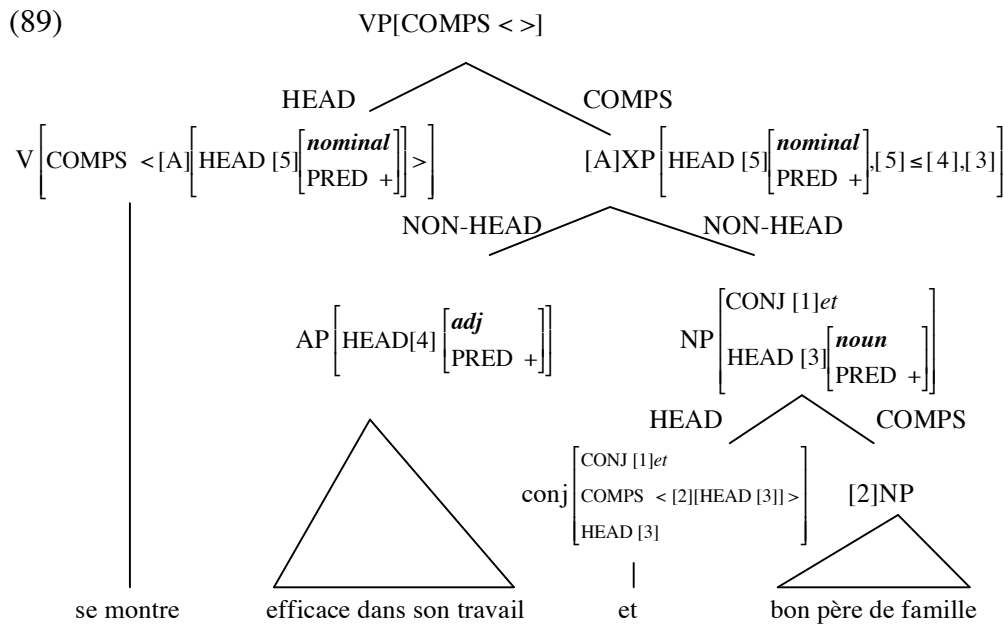 (89)
VP[COMPS < >]
HEAD COMPS
V[COMPS <[A][HEAD [5][nominal PRED +]]>] [A]XP[HEAD [5][nominal PRED +],[5]≤[4],[3]]
NON-HEAD NON-HEAD
AP[HEAD[4] [adj PRED +]] NP[CONJ [1]et HEAD [3][noun PRED +]]
HEAD COMPS
conj[CONJ [1]et COMPS <[2][HEAD [3]]> HEAD [3]] [2]NP
se montre efficace dans son travail et bon père de famille